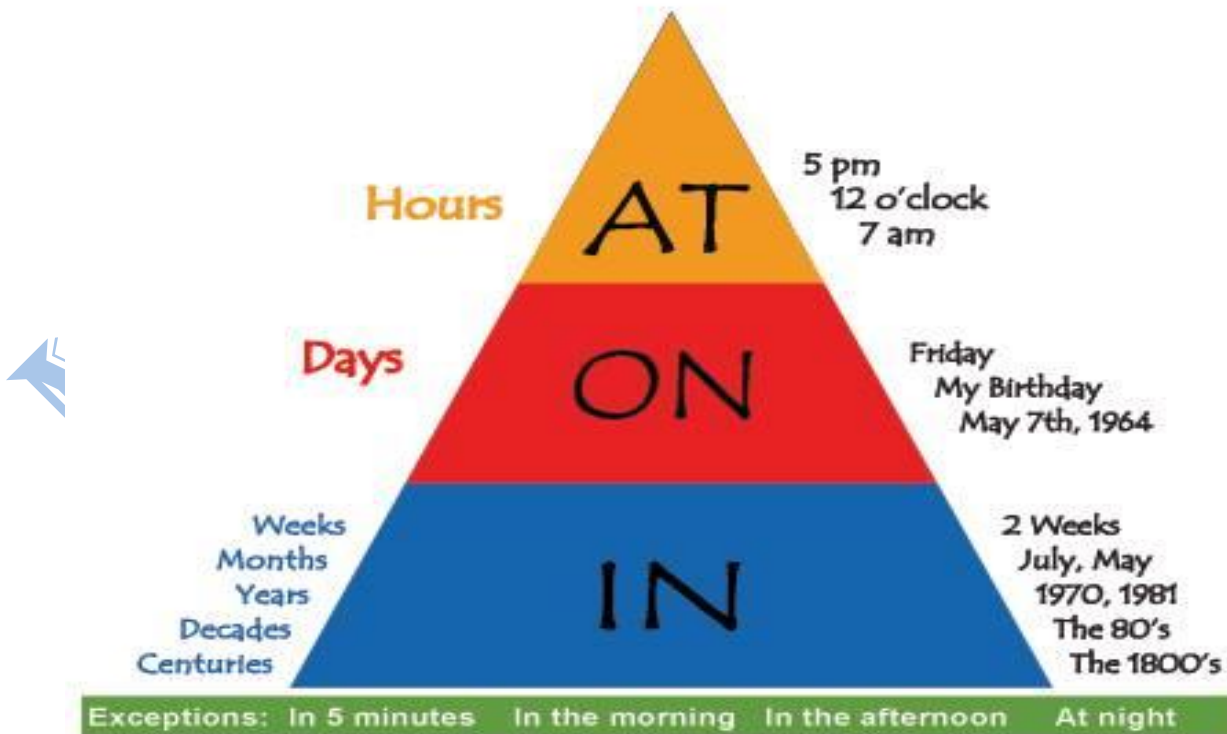 Hours
AT
5 pm
12 o'clock
7 am
Days
ON
Friday
My Birthday
May 7th, 1964
Weeks
Months
Years
Decades
Centuries
IN
2 Weeks
July, May
1970, 1981
The 80's
The 1800's
Exceptions: In 5 minutes In the morning In the afternoon At night